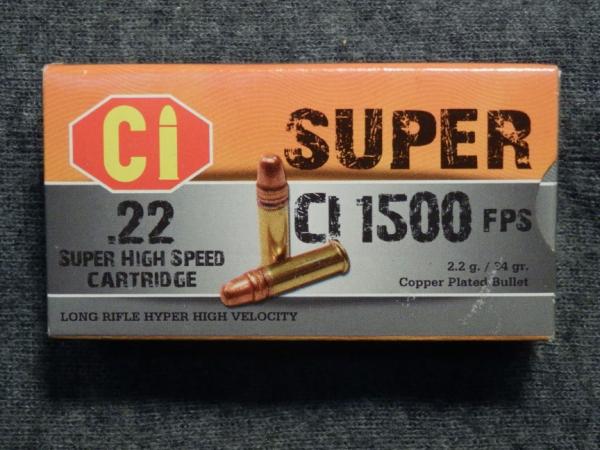 Ci
SUPER
CI 1500 FPS
.22
SUPER HIGH SPEED
CARTRIDGE
2.2 g. / 34 gr.
Copper Plated Bullet
LONG RIFLE HYPER HIGH VELOCITY